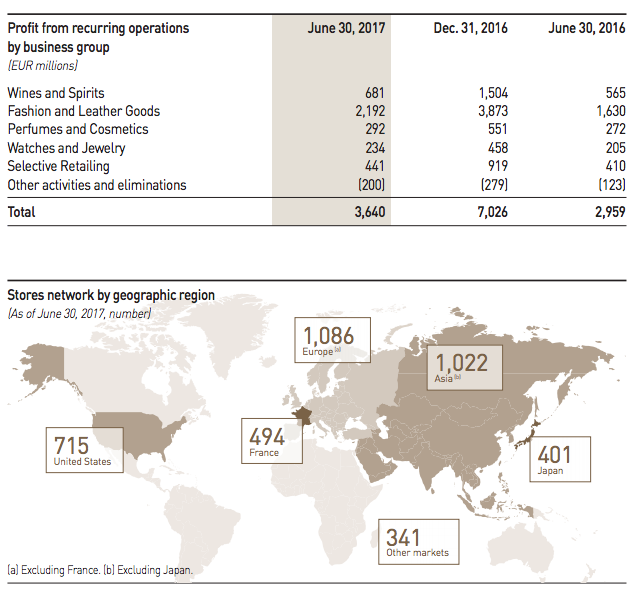 Profit from recurring operations June 30, 2017 Dec. 31, 2016 June 30, 2016
by business group
(EUR millions)
Wines and Spirits 681 1,504 565
Fashion and Leather Goods 2,192 3,873 1,630
Perfumes and Cosmetics 292 551 272
Watches and Jewelry 234 458 205
Selective Retailing 441 919 410
Other activities and eliminations (200) (279) (123)
Total 3,640 7,026 2,959
Stores network by geographic region
(As of June 30, 2017, number)
1,086
Europe (a)
1,022
Asia (b)
494
France
715
United States
401
Japan
341
Other markets
(a) Excluding France. (b) Excluding Japan.